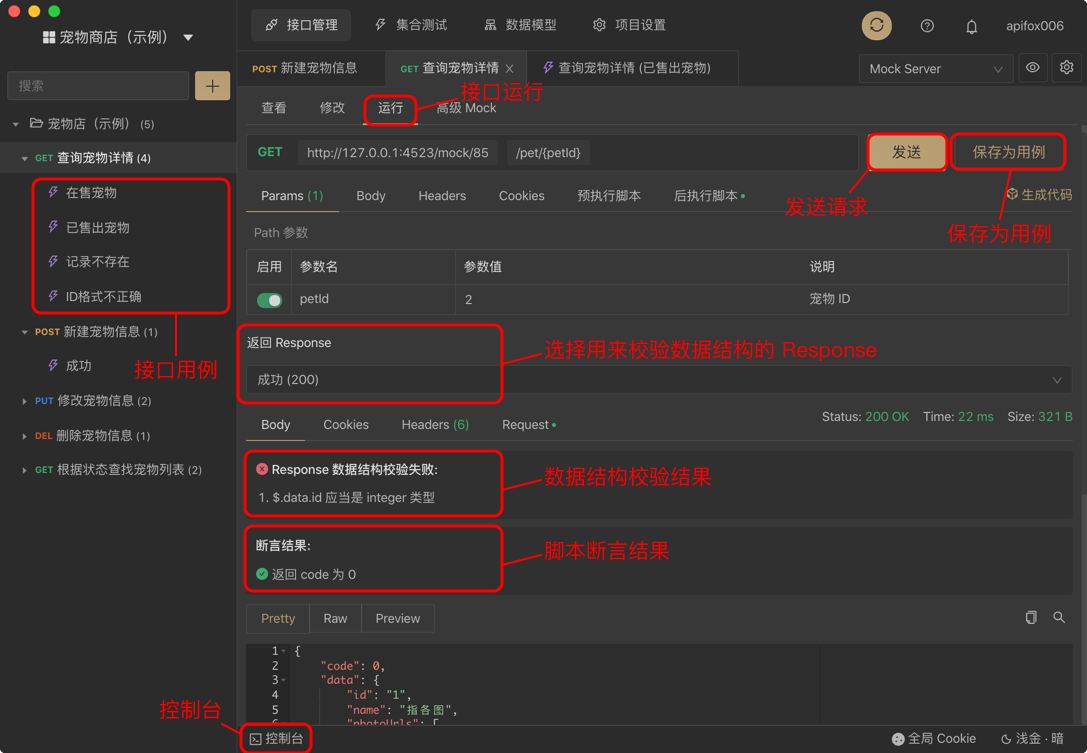 宠物商店（示例）
接口管理
集合测试
数据模型
项目设置
apifox006
搜索
POST 新建宠物信息
GET 查询宠物详情
查询宠物详情 (已售出宠物)
Mock Server
查看
修改
运行
高级 Mock
接口运行
宠物店（示例） (5)
GET 查询宠物详情 (4)
在售宠物
已售出宠物
记录不存在
ID格式不正确
POST 新建宠物信息 (1)
成功
接口用例
PUT 修改宠物信息 (2)
DEL 删除宠物信息 (1)
GET 根据状态查找宠物列表 (2)
GET
http://127.0.0.1:4523/mock/85
/pet/{petId}
发送
保存为用例
发送请求
保存为用例
Params (1)
Body
Headers
Cookies
预执行脚本
后执行脚本
生成代码
Path 参数
启用
参数名
参数值
说明
petId
2
宠物 ID
返回 Response
成功 (200)
选择用来校验数据结构的 Response
Body
Cookies
Headers (6)
Request
Status: 200 OK
Time: 22 ms
Size: 321 B
Response 数据结构校验失败:
1. $.data.id 应当是 integer 类型
数据结构校验结果
断言结果:
返回 code 为 0
脚本断言结果
Pretty
Raw
Preview
1 {
2 "code": 0,
3 "data": {
4 "id": "1",
5 "name": "指各图",
6 "photoUrls": [
控制台
控制台
全局 Cookie
浅金 · 暗